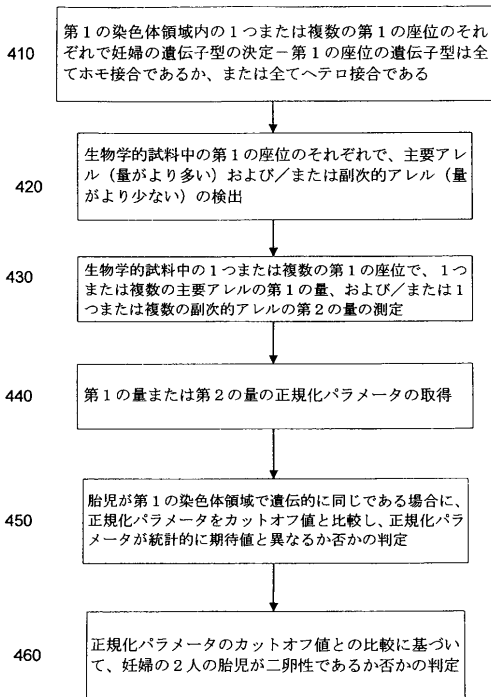 410
第1の染色体領域内の1つまたは複数の第1の座位のそれ
ぞれで妊婦の遺伝子型の決定－第1の座位の遺伝子型は全
てホモ接合であるか、または全てヘテロ接合である
420
生物学的試料中の第1の座位のそれぞれで、主要アレ
ル（量がより多い）および／または副次的アレル（量
がより少ない）の検出
430
生物学的試料中の1つまたは複数の第1の座位で、1つ
または複数の主要アレルの第1の量、および／または1
つまたは複数の副次的アレルの第2の量の測定
440
第1の量または第2の量の正規化パラメータの取得
450
胎児が第1の染色体領域で遺伝的に同じである場合に、
正規化パラメータをカットオフ値と比較し、正規化パラ
メータが統計的に期待値と異なるか否かの判定
460
正規化パラメータのカットオフ値との比較に基づい
て、妊婦の2人の胎児が二卵性であるか否かの判定